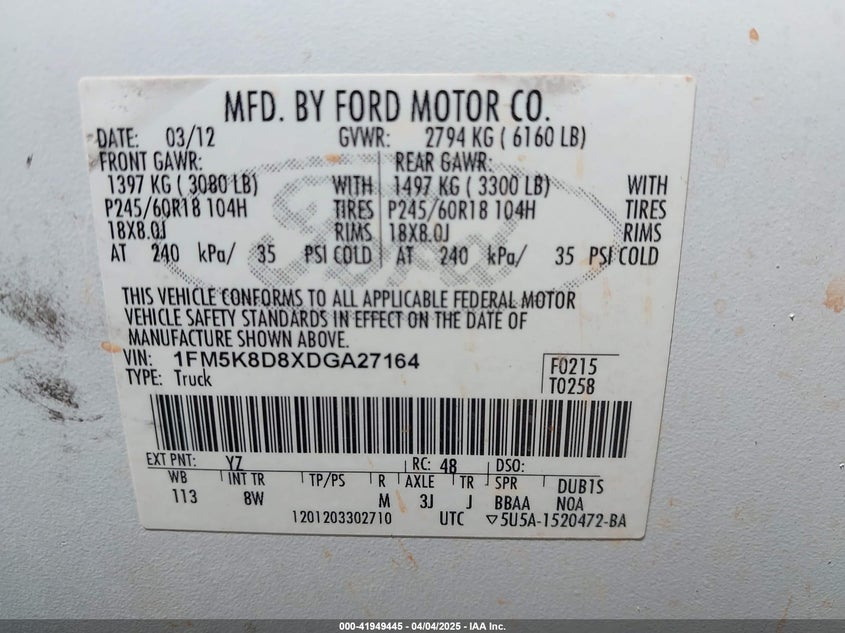 MFD. BY FORD MOTOR CO.
DATE: 03/12 GVWR: 2794 KG ( 6160 LB)
FRONT GAWR: REAR GAWR:
1397 KG ( 3080 LB) WITH 1497 KG ( 3300 LB) WITH
P245/60R18 104H TIRES P245/60R18 104H TIRES
18X8.0J RIMS 18X8.0J RIMS
AT 240 kPa/ 35 PSI COLD AT 240 kPa/ 35 PSI COLD
Ford
THIS VEHICLE CONFORMS TO ALL APPLICABLE FEDERAL MOTOR
VEHICLE SAFETY STANDARDS IN EFFECT ON THE DATE OF
MANUFACTURE SHOWN ABOVE.
VIN: 1FM5K8D8XDGA27164 F0215
TYPE: Truck T0258
EXT PNT: YZ RC: 48 DSO:
WB INT TR TP/PS R AXLE TR SPR DUB1S
113 8W M 3J J BBAA N0A
1201203302710 UTC ▽5U5A-1520472-BA
000-41949445 - 04/04/2025 - IAA Inc.